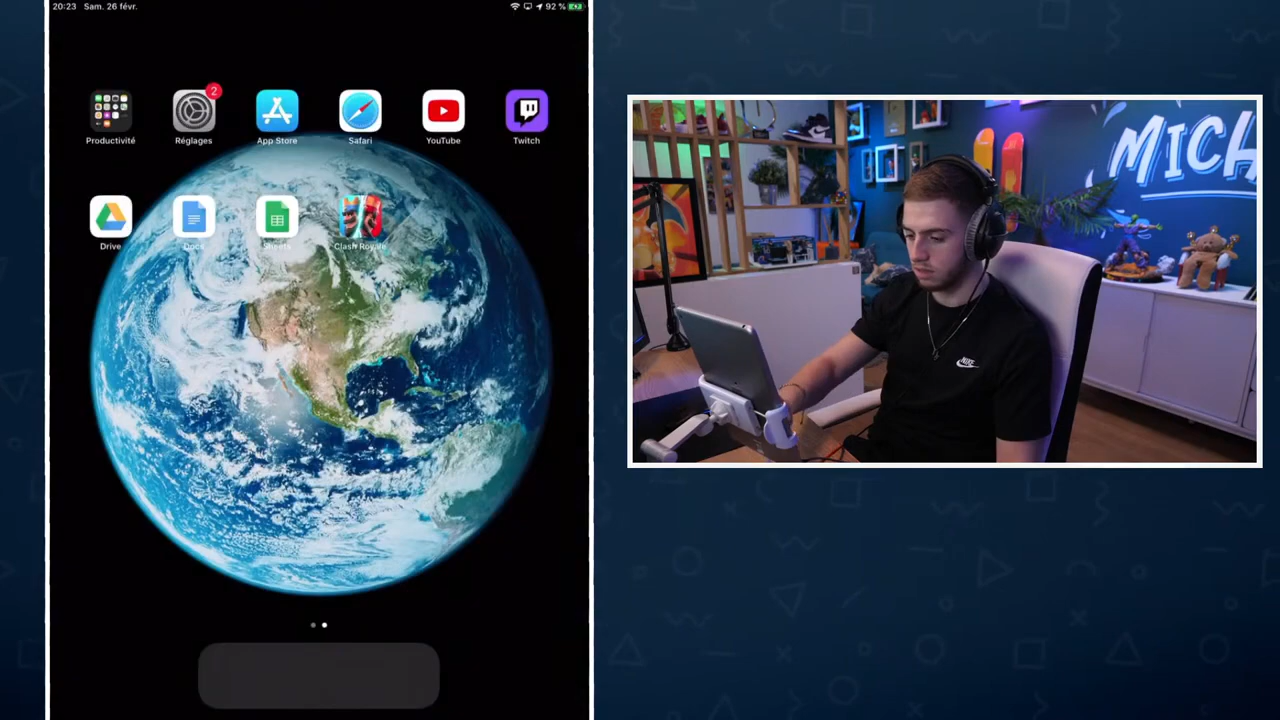 20:23 Sam. 26 févr. 92 %
2
Productivité Réglages App Store Safari YouTube Twitch
Drive Docs Sheets Clash Royale
MICH
NIKE